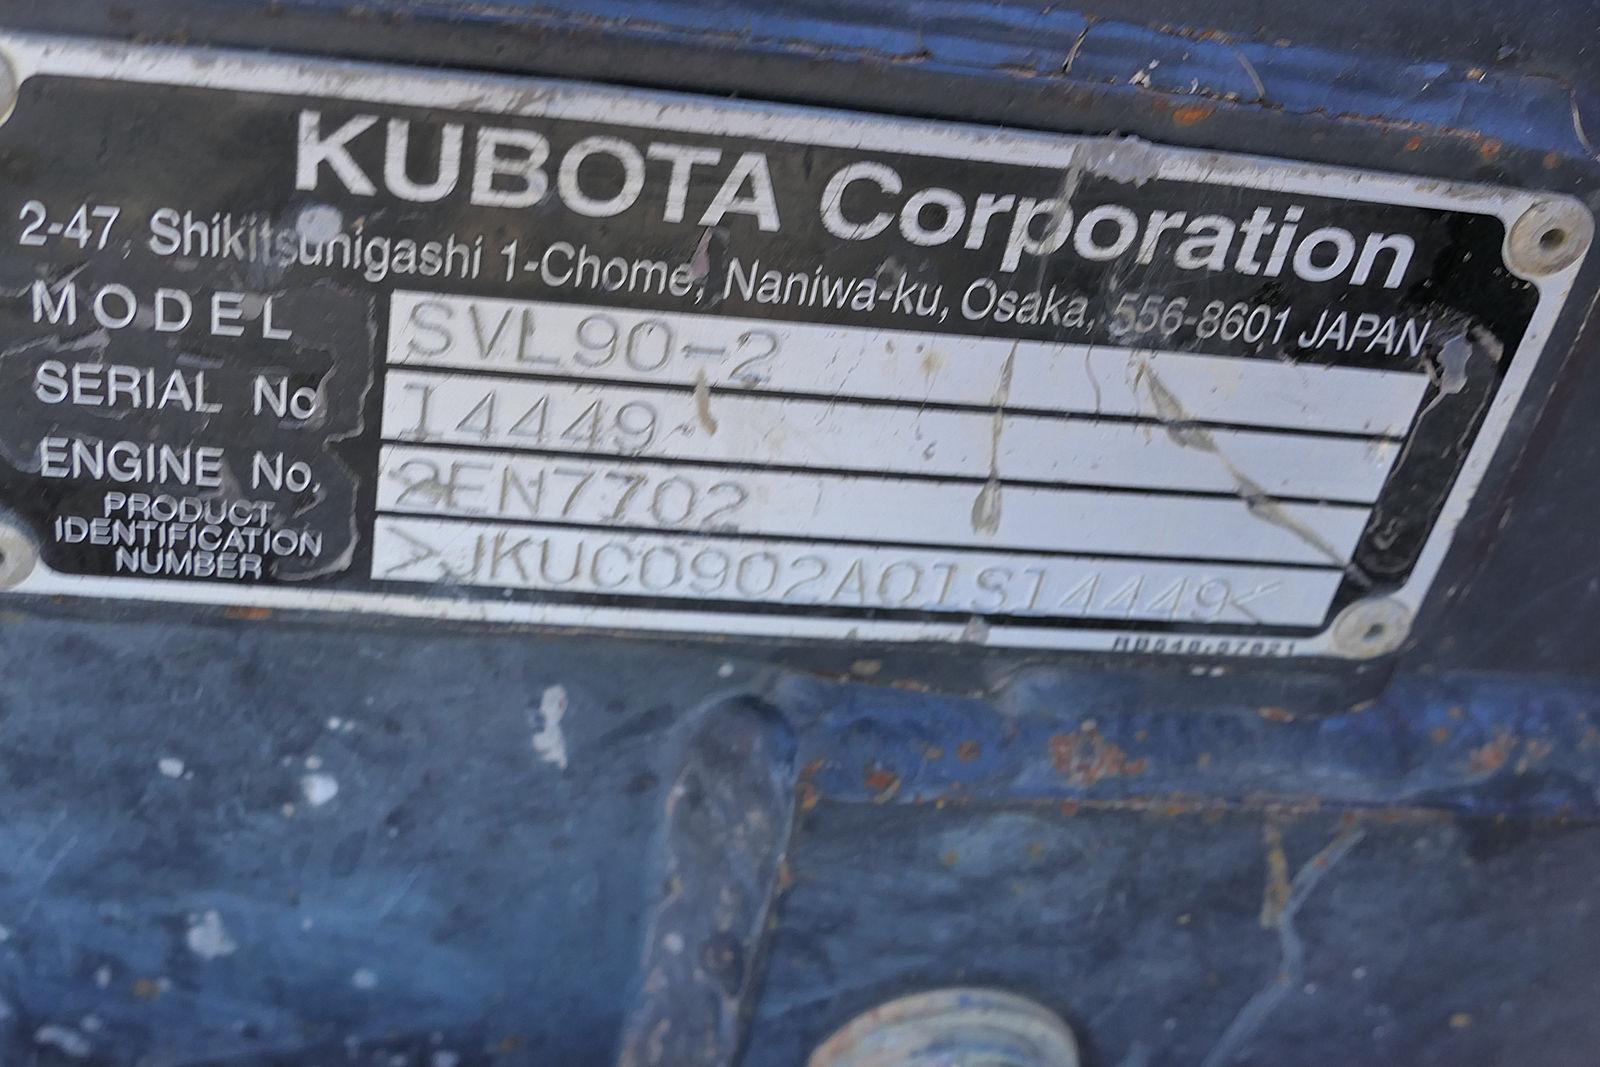 KUBOTA Corporation
2-47, Shikitsuhigashi 1-Chome, Naniwa-ku, Osaka, 556-8601 JAPAN
MODEL SVL90-2
SERIAL No. 14449
ENGINE No. 2EN7702
PRODUCT
IDENTIFICATION
NUMBER >JKUC0902A01S14449<